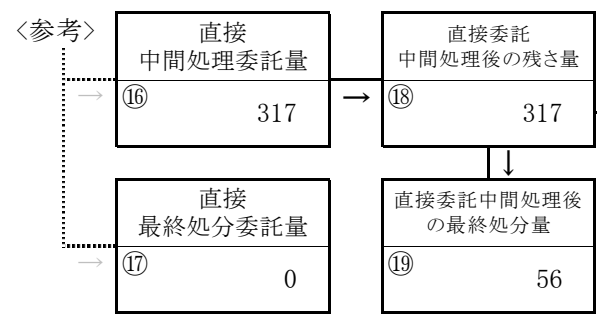 〈参考〉
直接
中間処理委託量
⑯
317
→
→
直接委託
中間処理後の残さ量
⑱
317
↓
直接
最終処分委託量
⑰
0
→
直接委託中間処理後
の最終処分量
⑲
56